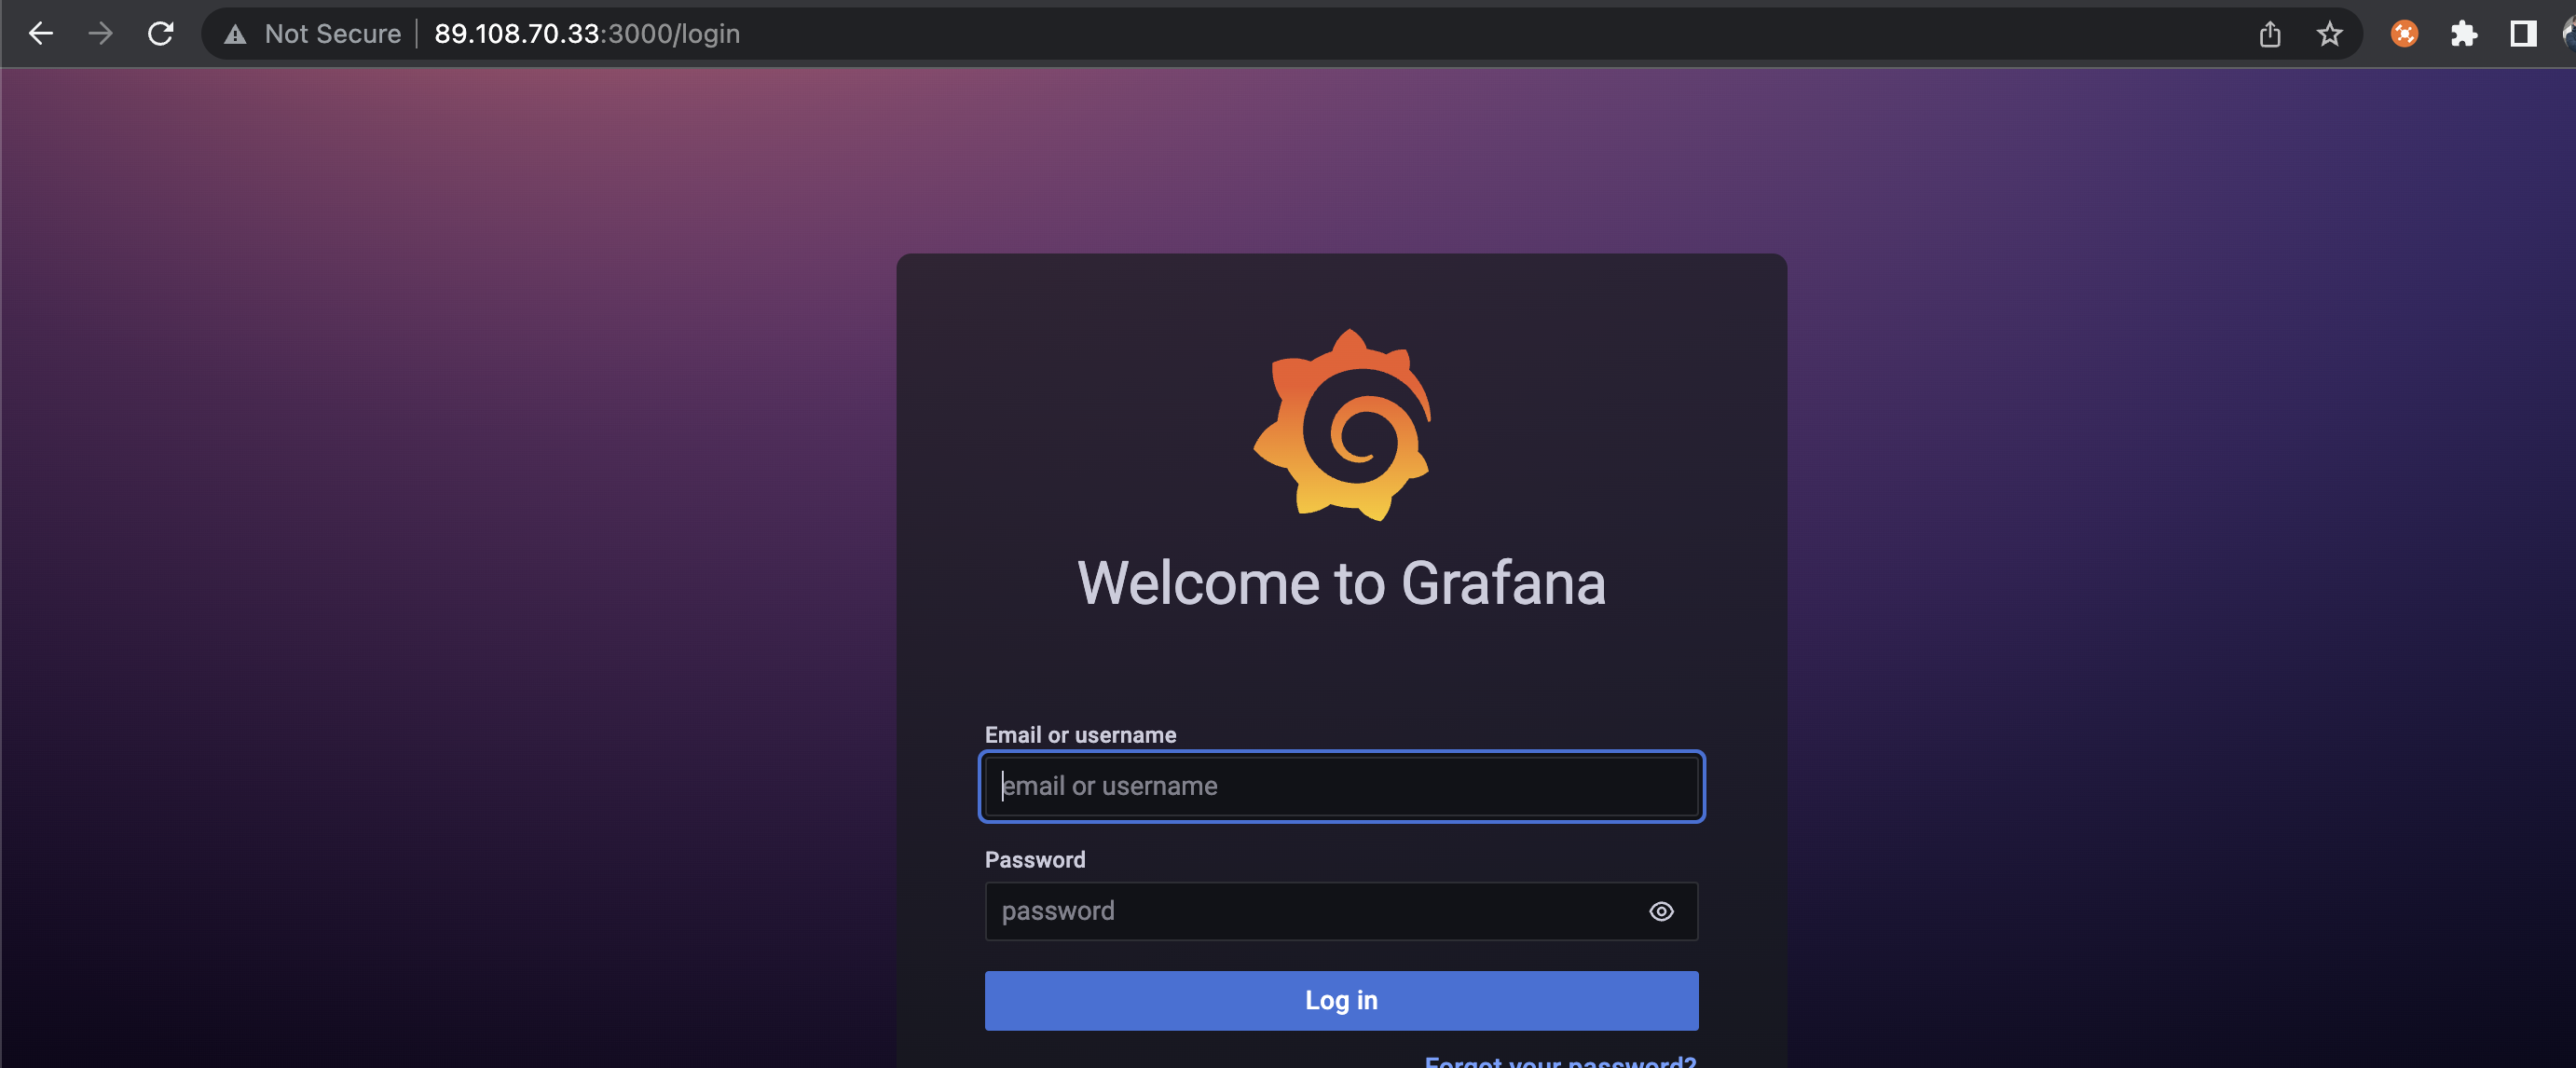 Not Secure | 89.108.70.33:3000/login
Welcome to Grafana
Email or username
email or username
Password
password
Log in
Forgot your password?